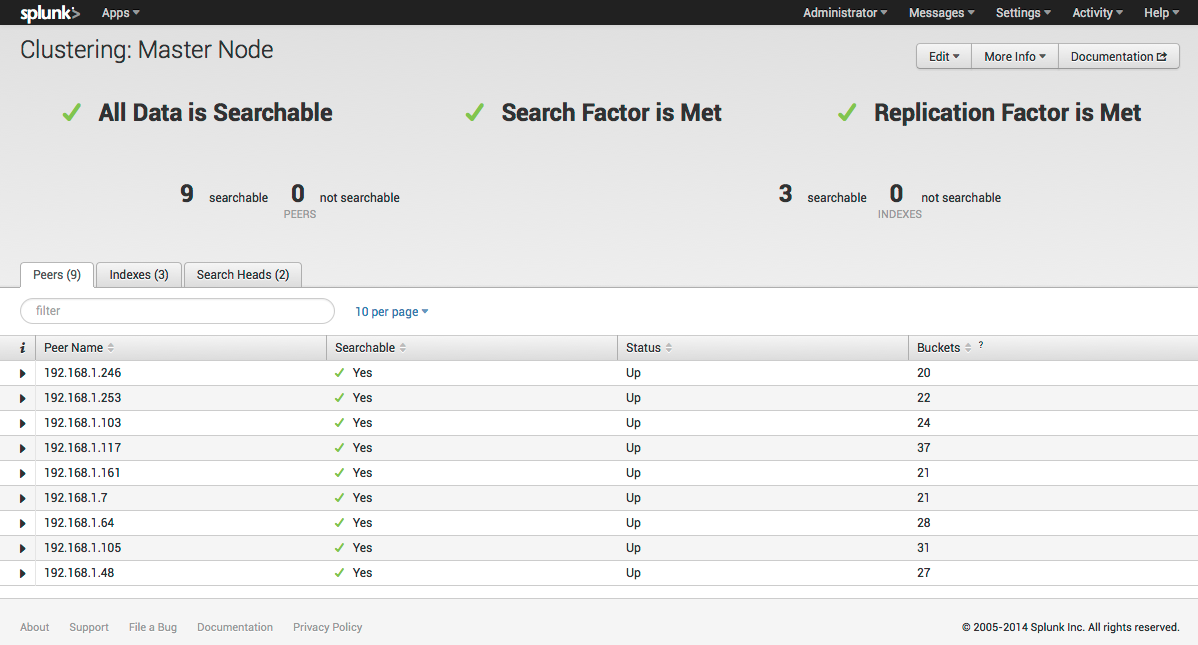 splunk> Apps Administrator Messages Settings Activity Help
Clustering: Master Node
Edit More Info Documentation
All Data is Searchable Search Factor is Met Replication Factor is Met
9 searchable 0 not searchable 3 searchable 0 not searchable
PEERS INDEXES
Peers (9) Indexes (3) Search Heads (2)
filter 10 per page
i Peer Name Searchable Status Buckets ?
192.168.1.246 Yes Up 20
192.168.1.253 Yes Up 22
192.168.1.103 Yes Up 24
192.168.1.117 Yes Up 37
192.168.1.161 Yes Up 21
192.168.1.7 Yes Up 21
192.168.1.64 Yes Up 28
192.168.1.105 Yes Up 31
192.168.1.48 Yes Up 27
About Support File a Bug Documentation Privacy Policy © 2005-2014 Splunk Inc. All rights reserved.